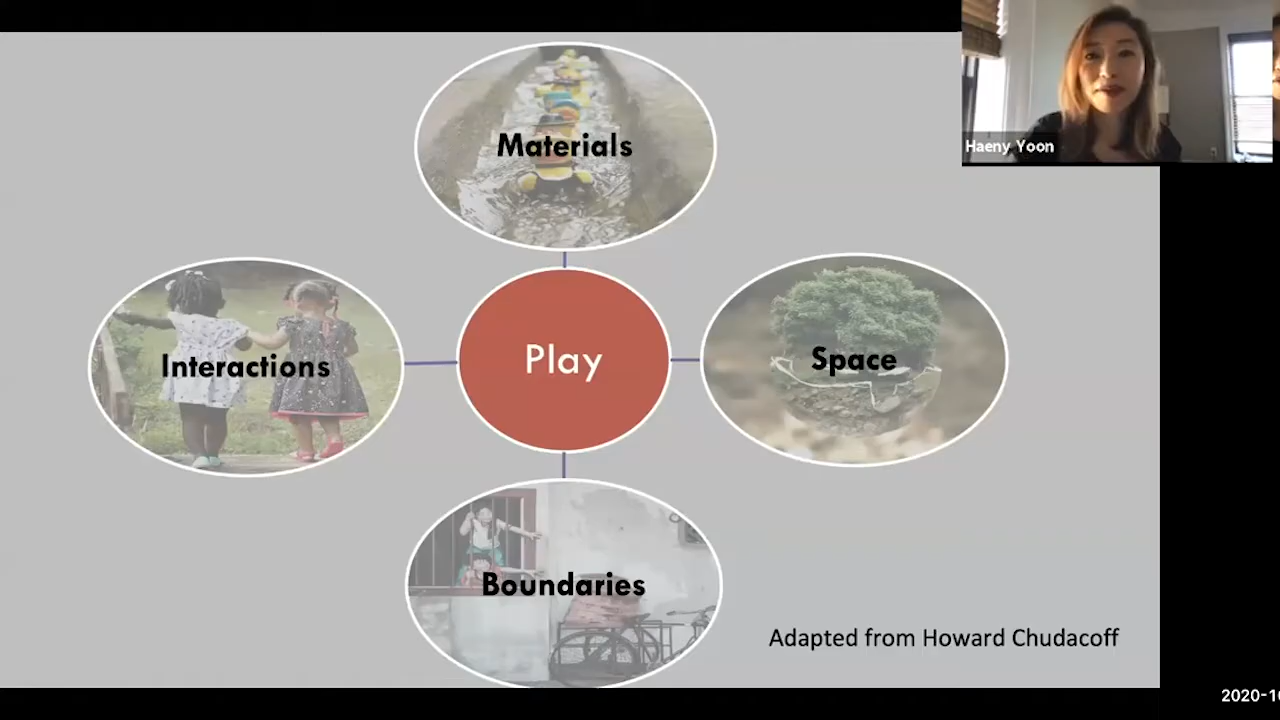 Materials
Haeny Yoon
Interactions
Play
Space
Boundaries
Adapted from Howard Chudacoff